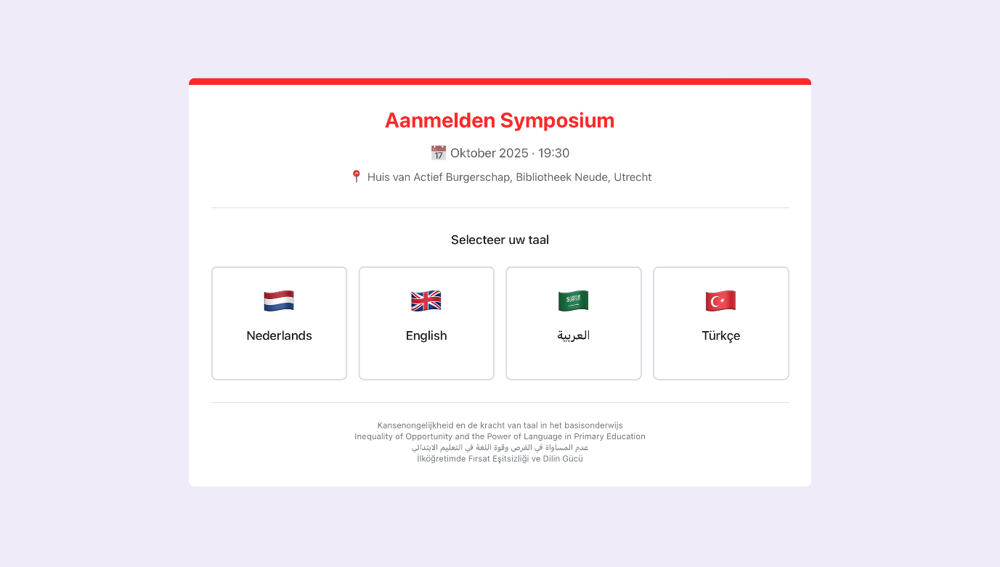 Aanmelden Symposium
📅 Oktober 2025 · 19:30
📍 Huis van Actief Burgerschap, Bibliotheek Neude, Utrecht
Selecteer uw taal
Nederlands
English
العربية
Türkçe
Kansenongelijkheid en de kracht van taal in het basisonderwijs
Inequality of Opportunity and the Power of Language in Primary Education
عدم المساواة في الفرص وقوة اللغة في التعليم الابتدائي
İlköğretimde Fırsat Eşitsizliği ve Dilin Gücü